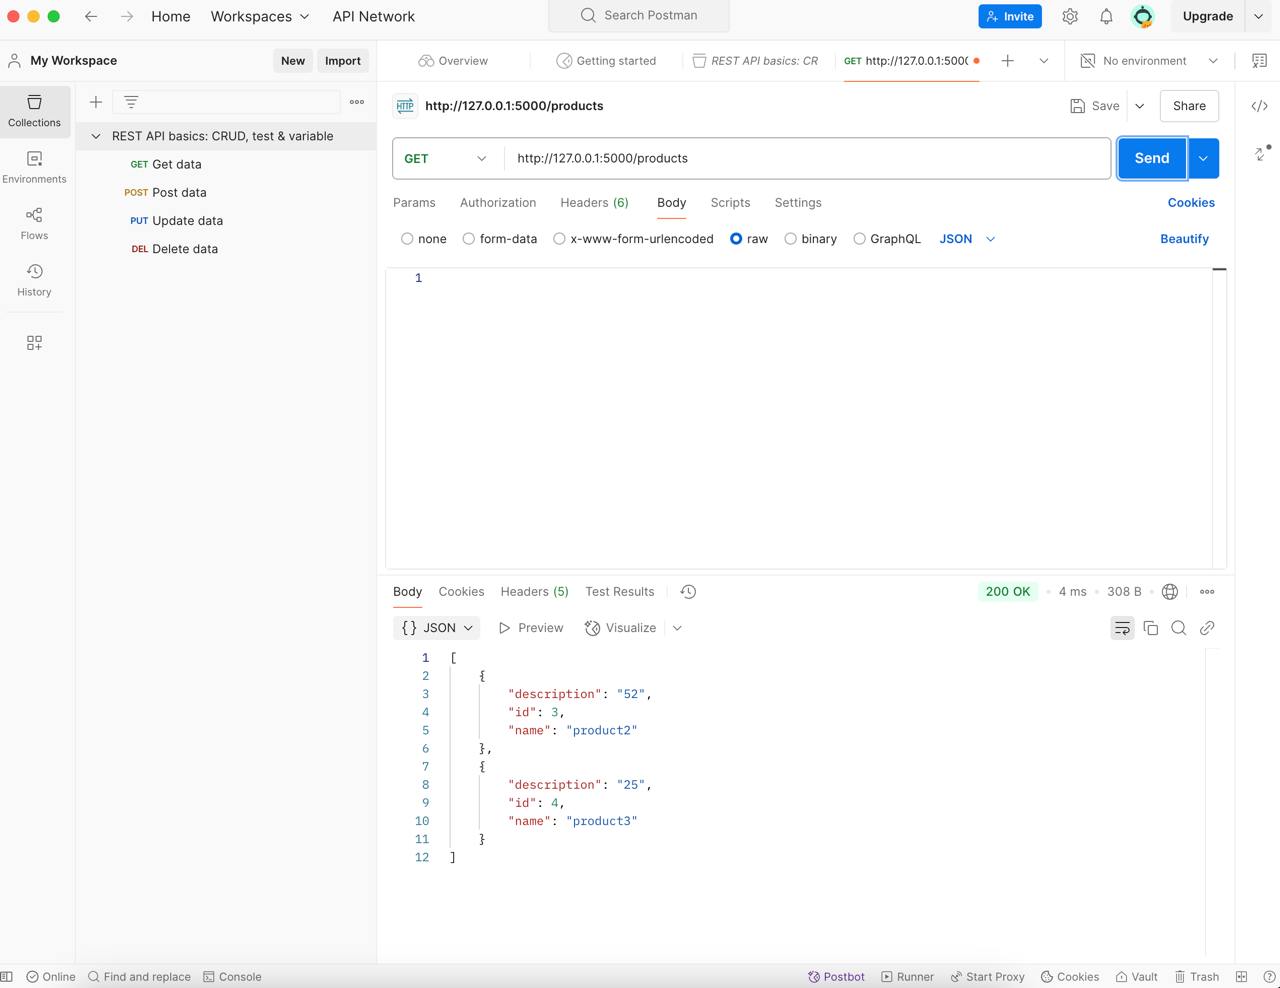 Home Workspaces API Network Search Postman Invite Upgrade
My Workspace New Import Overview Getting started REST API basics: CR GET http://127.0.0.1:5000 No environment
Collections
Environments
Flows
History
REST API basics: CRUD, test & variable
GET Get data
POST Post data
PUT Update data
DEL Delete data
HTTP http://127.0.0.1:5000/products Save Share
GET http://127.0.0.1:5000/products Send
Params Authorization Headers (6) Body Scripts Settings Cookies
none form-data x-www-form-urlencoded raw binary GraphQL JSON Beautify
1
Body Cookies Headers (5) Test Results 200 OK 4 ms 308 B
{} JSON Preview Visualize
1 [
2 {
3 "description": "52",
4 "id": 3,
5 "name": "product2"
6 },
7 {
8 "description": "25",
9 "id": 4,
10 "name": "product3"
11 }
12 ]
Online Find and replace Console Postbot Runner Start Proxy Cookies Vault Trash